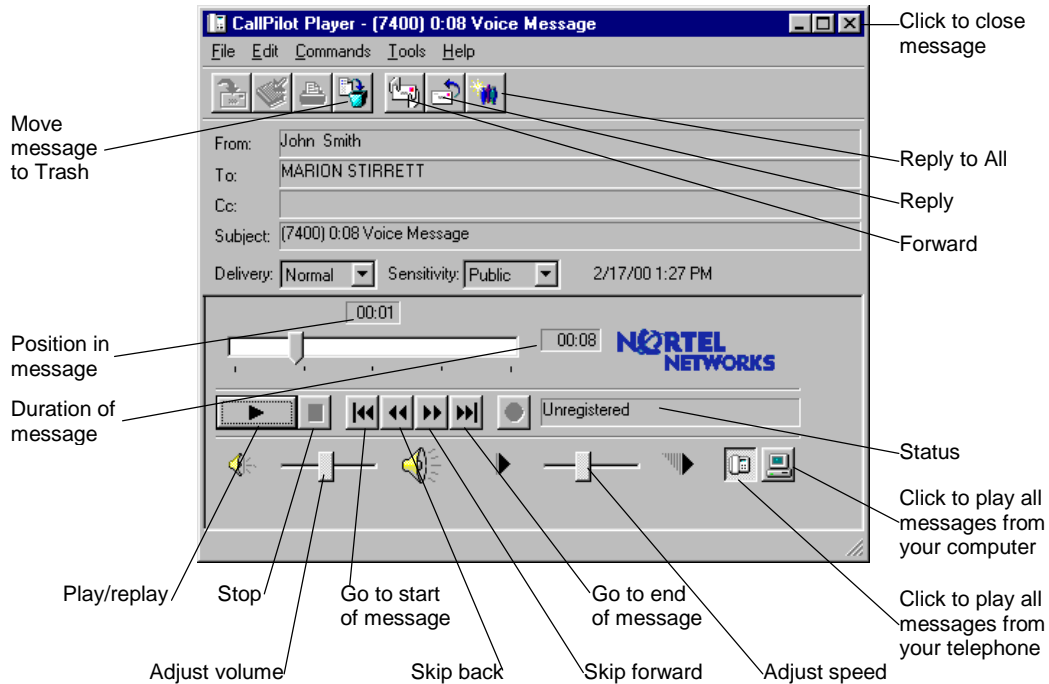 CallPilot Player - (7400) 0:08 Voice Message
Click to close
message
File Edit Commands Tools Help
Move
message
to Trash
From: John Smith
To: MARION STIRRETT
Cc:
Subject: (7400) 0:08 Voice Message
Reply to All
Reply
Forward
Delivery: Normal Sensitivity: Public 2/17/00 1:27 PM
00:01
Position in
message
00:08
NORTEL
NETWORKS
Duration of
message
Unregistered
Status
Click to play all
messages from
your computer
Play/replay
Stop
Go to start
of message
Go to end
of message
Click to play all
messages from
your telephone
Adjust volume
Skip back
Skip forward
Adjust speed